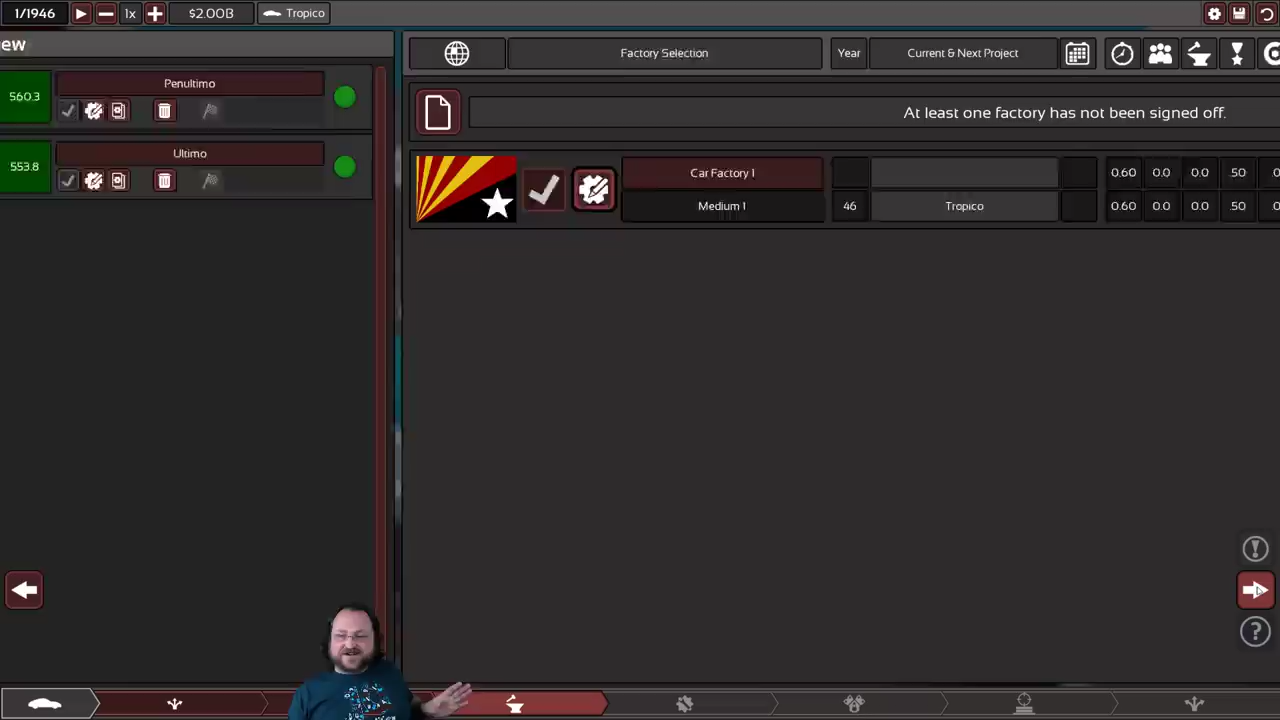 1/1946
1x
$2.00B
Tropico
ew
Factory Selection
Year
Current & Next Project
560.3
Penultimo
553.8
Ultimo
At least one factory has not been signed off.
Car Factory 1
0.60 0.0 0.0 .50 .0
Medium 1
46
Tropico
0.60 0.0 0.0 .50 .0